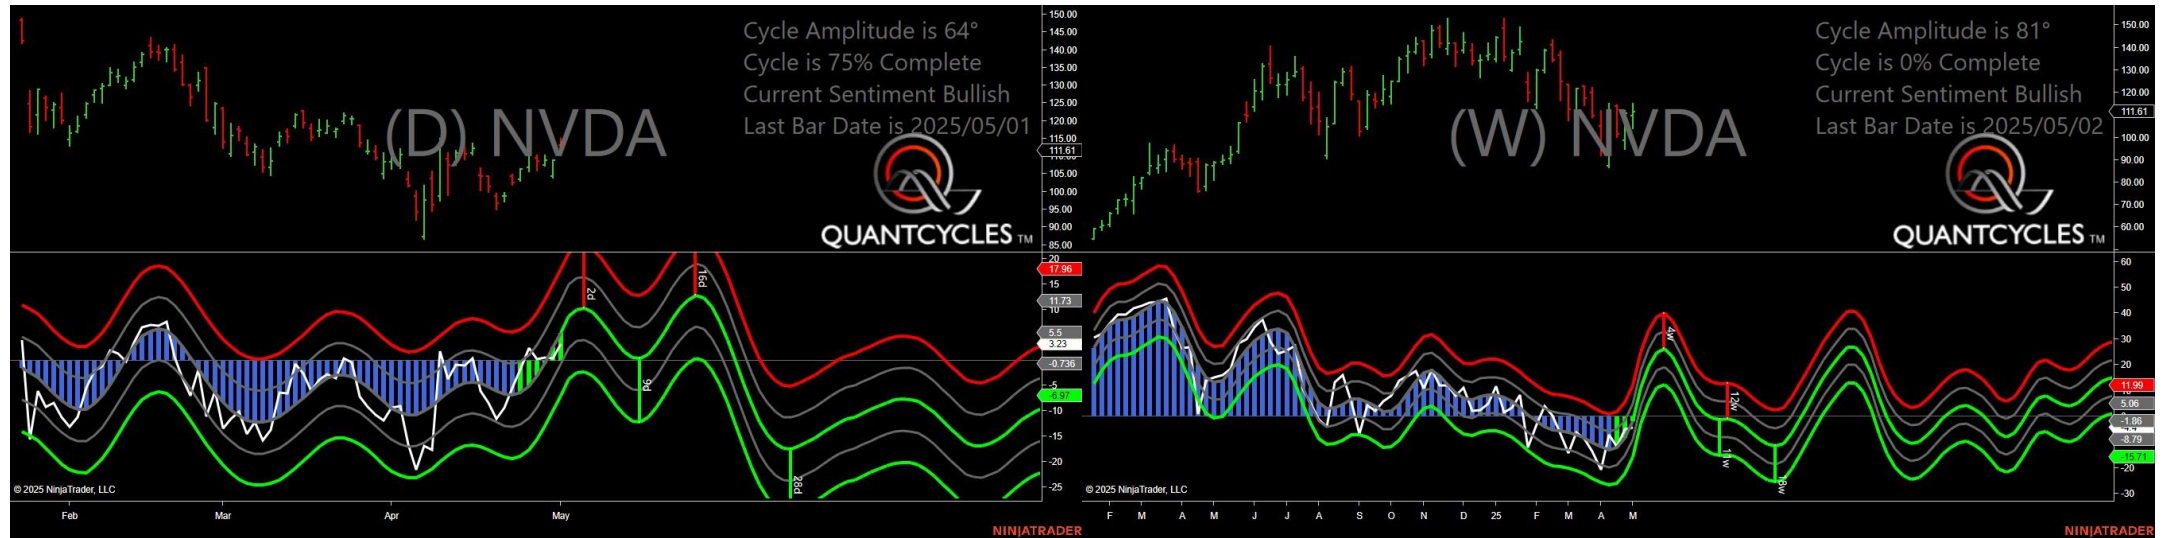 Cycle Amplitude is 64°
Cycle is 75% Complete
Current Sentiment Bullish
Last Bar Date is 2025/05/01
(D) NVDA
QUANTCYCLES TM
150.00
145.00
140.00
135.00
130.00
125.00
120.00
115.00
111.61
105.00
100.00
95.00
90.00
85.00
20
17.96
15
11.73
10
5.5
3.23
-0.736
-5
-6.97
-10
-15
-20
-25
2d
9d
16d
28d
© 2025 NinjaTrader, LLC
Feb
Mar
Apr
May
NINJATRADER
Cycle Amplitude is 81°
Cycle is 0% Complete
Current Sentiment Bullish
Last Bar Date is 2025/05/02
(W) NVDA
QUANTCYCLES TM
150.00
140.00
130.00
120.00
111.61
100.00
90.00
80.00
70.00
60.00
60
50
40
30
20
11.99
5.06
-1.86
-8.79
-15.71
-20
-30
4w
12w
18w
© 2025 NinjaTrader, LLC
F
M
A
M
J
J
A
S
O
N
D
25
F
M
A
M
NINJATRADER